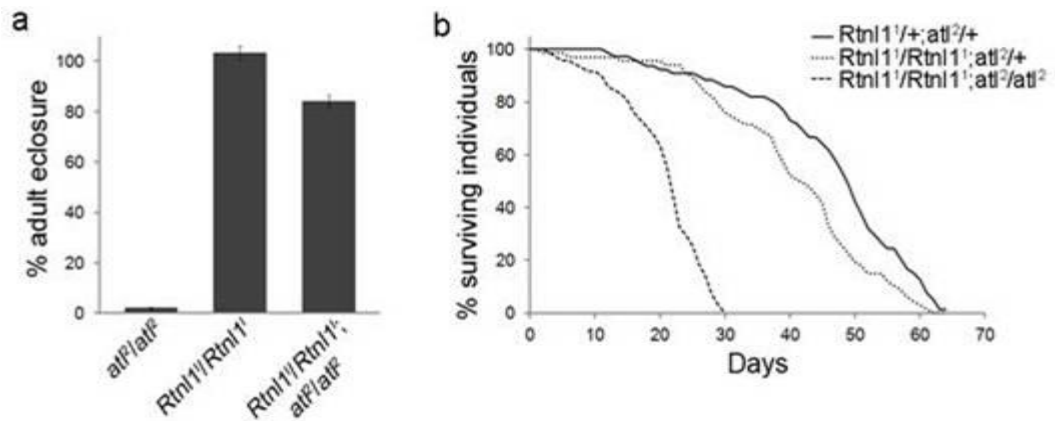 a
% adult eclosure
100
80
60
40
20
0
atl²/atl²
Rtnl1¹/Rtnl1¹
Rtnl1¹/Rtnl1¹;
atl²/atl²
b
% surviving individuals
100
80
60
40
20
0
0 10 20 30 40 50 60 70
Days
Rtnl1¹/+;atl²/+
Rtnl1¹/Rtnl1¹;atl²/+
Rtnl1¹/Rtnl1¹;atl²/atl²